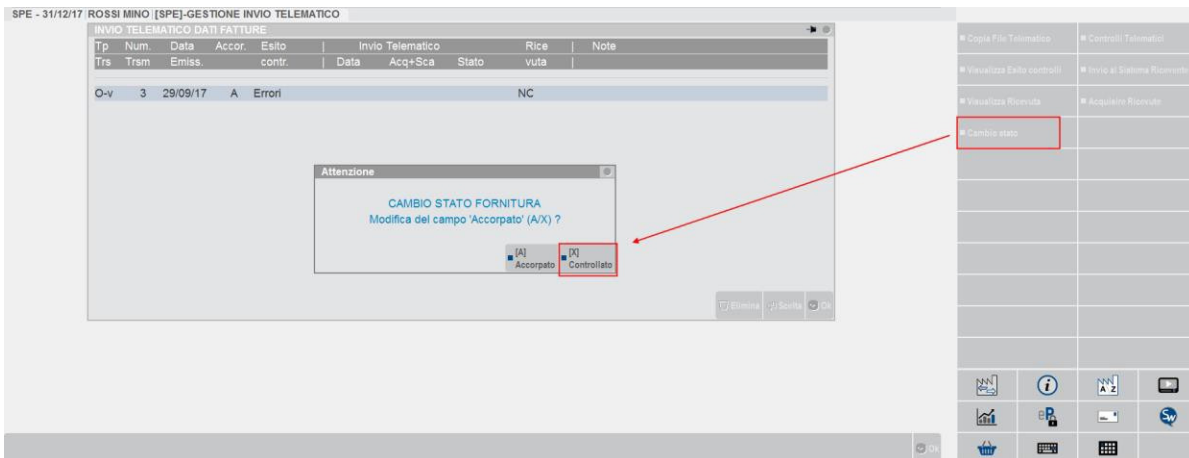 SPE - 31/12/17 ROSSI MINO [SPE]-GESTIONE INVIO TELEMATICO
INVIO TELEMATICO DATI FATTURE
Tp Num. Data Accor. Esito | Invio Telematico Rice | Note
Trs Trsm Emiss. contr. | Data Acq+Sca Stato vuta |
O-v 3 29/09/17 A Errori NC
Attenzione
CAMBIO STATO FORNITURA
Modifica del campo 'Accorpato' (A/X) ?
[A] [X]
Accorpato Controllato
Elimina Scelta Ok
Copia File Telematico Controlli Telematici
Visualizza Esito controlli Invio al Sistema Ricevente
Visualizza Ricevuta Acquisire Ricevute
Cambio stato
i
A Z
eP
Sw
Ok